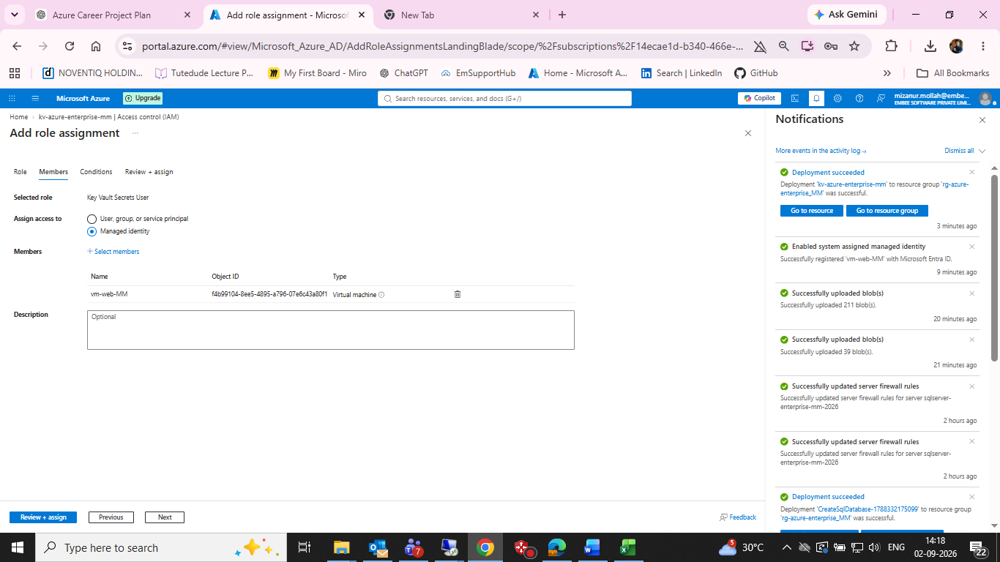 Azure Career Project Plan
Add role assignment - Microsof
New Tab
Ask Gemini
portal.azure.com/#view/Microsoft_Azure_AD/AddRoleAssignmentsLandingBlade/scope/%2Fsubscriptions%2F14ecae1d-b340-466e-...
NOVENTIQ HOLDIN...
Tutedude Lecture P...
My First Board - Miro
ChatGPT
EmSupportHub
Home - Microsoft A...
Search | LinkedIn
GitHub
All Bookmarks
Microsoft Azure
Upgrade
Search resources, services, and docs (G+/)
Copilot
mizanur.mollah@embe...
EMBEE SOFTWARE PRIVATE LIMI...
Home > kv-azure-enterprise-mm | Access control (IAM)
Add role assignment ...
Role
Members
Conditions
Review + assign
Selected role
Key Vault Secrets User
Assign access to
User, group, or service principal
Managed identity
Members
+ Select members
Name
Object ID
Type
vm-web-MM
f4b99104-8ee5-4895-a796-07e6c43a80f1
Virtual machine
Description
Optional
Review + assign
Previous
Next
Feedback
Notifications
More events in the activity log →
Dismiss all
Deployment succeeded
Deployment 'kv-azure-enterprise-mm' to resource group 'rg-azure-
enterprise_MM' was successful.
Go to resource
Go to resource group
3 minutes ago
Enabled system assigned managed identity
Successfully registered 'vm-web-MM' with Microsoft Entra ID.
9 minutes ago
Successfully uploaded blob(s)
Successfully uploaded 211 blob(s).
20 minutes ago
Successfully uploaded blob(s)
Successfully uploaded 39 blob(s).
21 minutes ago
Successfully updated server firewall rules
Successfully updated server firewall rules for server sqlserver-
enterprise-mm-2026
2 hours ago
Successfully updated server firewall rules
Successfully updated server firewall rules for server sqlserver-
enterprise-mm-2026
2 hours ago
Deployment succeeded
Deployment 'CreateSqlDatabase-1788332175099' to resource group
'rg-azure-enterprise_MM' was successful.
Type here to search
7
5
30°C
ENG
14:18
02-09-2026
22